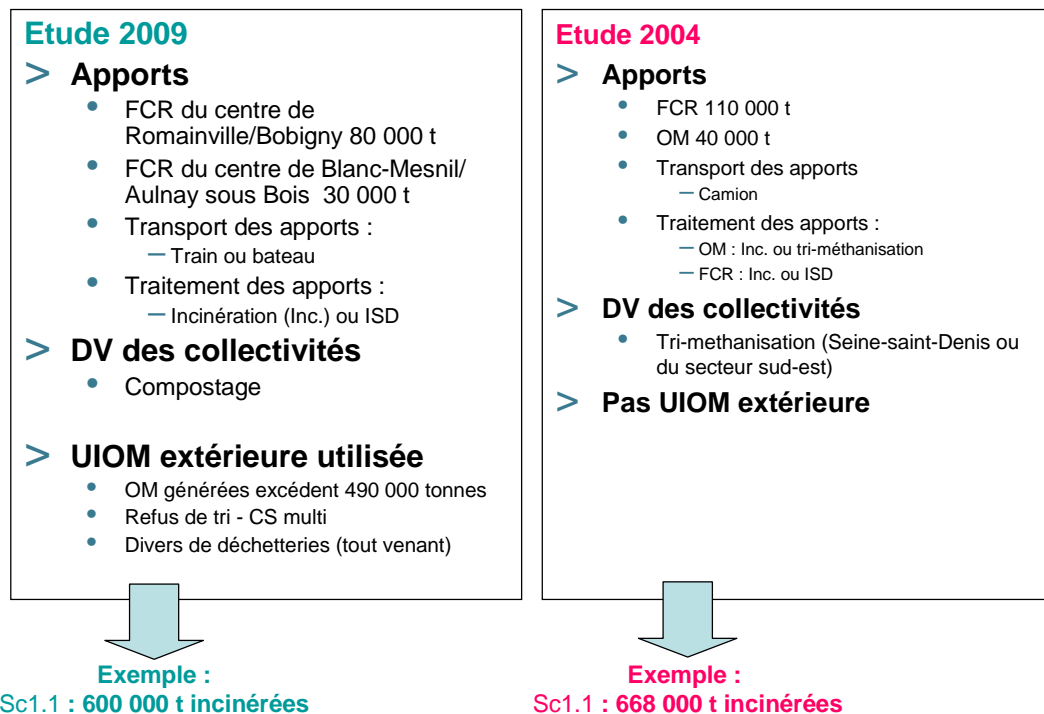 Etude 2009
> Apports
• FCR du centre de
Romainville/Bobigny 80 000 t
• FCR du centre de Blanc-Mesnil/
Aulnay sous Bois 30 000 t
• Transport des apports :
– Train ou bateau
• Traitement des apports :
– Incinération (Inc.) ou ISD
> DV des collectivités
• Compostage
> UIOM extérieure utilisée
• OM générées excédent 490 000 tonnes
• Refus de tri - CS multi
• Divers de déchetteries (tout venant)
Exemple :
Sc1.1 : 600 000 t incinérées
Etude 2004
> Apports
• FCR 110 000 t
• OM 40 000 t
• Transport des apports
– Camion
• Traitement des apports :
– OM : Inc. ou tri-méthanisation
– FCR : Inc. ou ISD
> DV des collectivités
• Tri-methanisation (Seine-saint-Denis ou
du secteur sud-est)
> Pas UIOM extérieure
Exemple :
Sc1.1 : 668 000 t incinérées